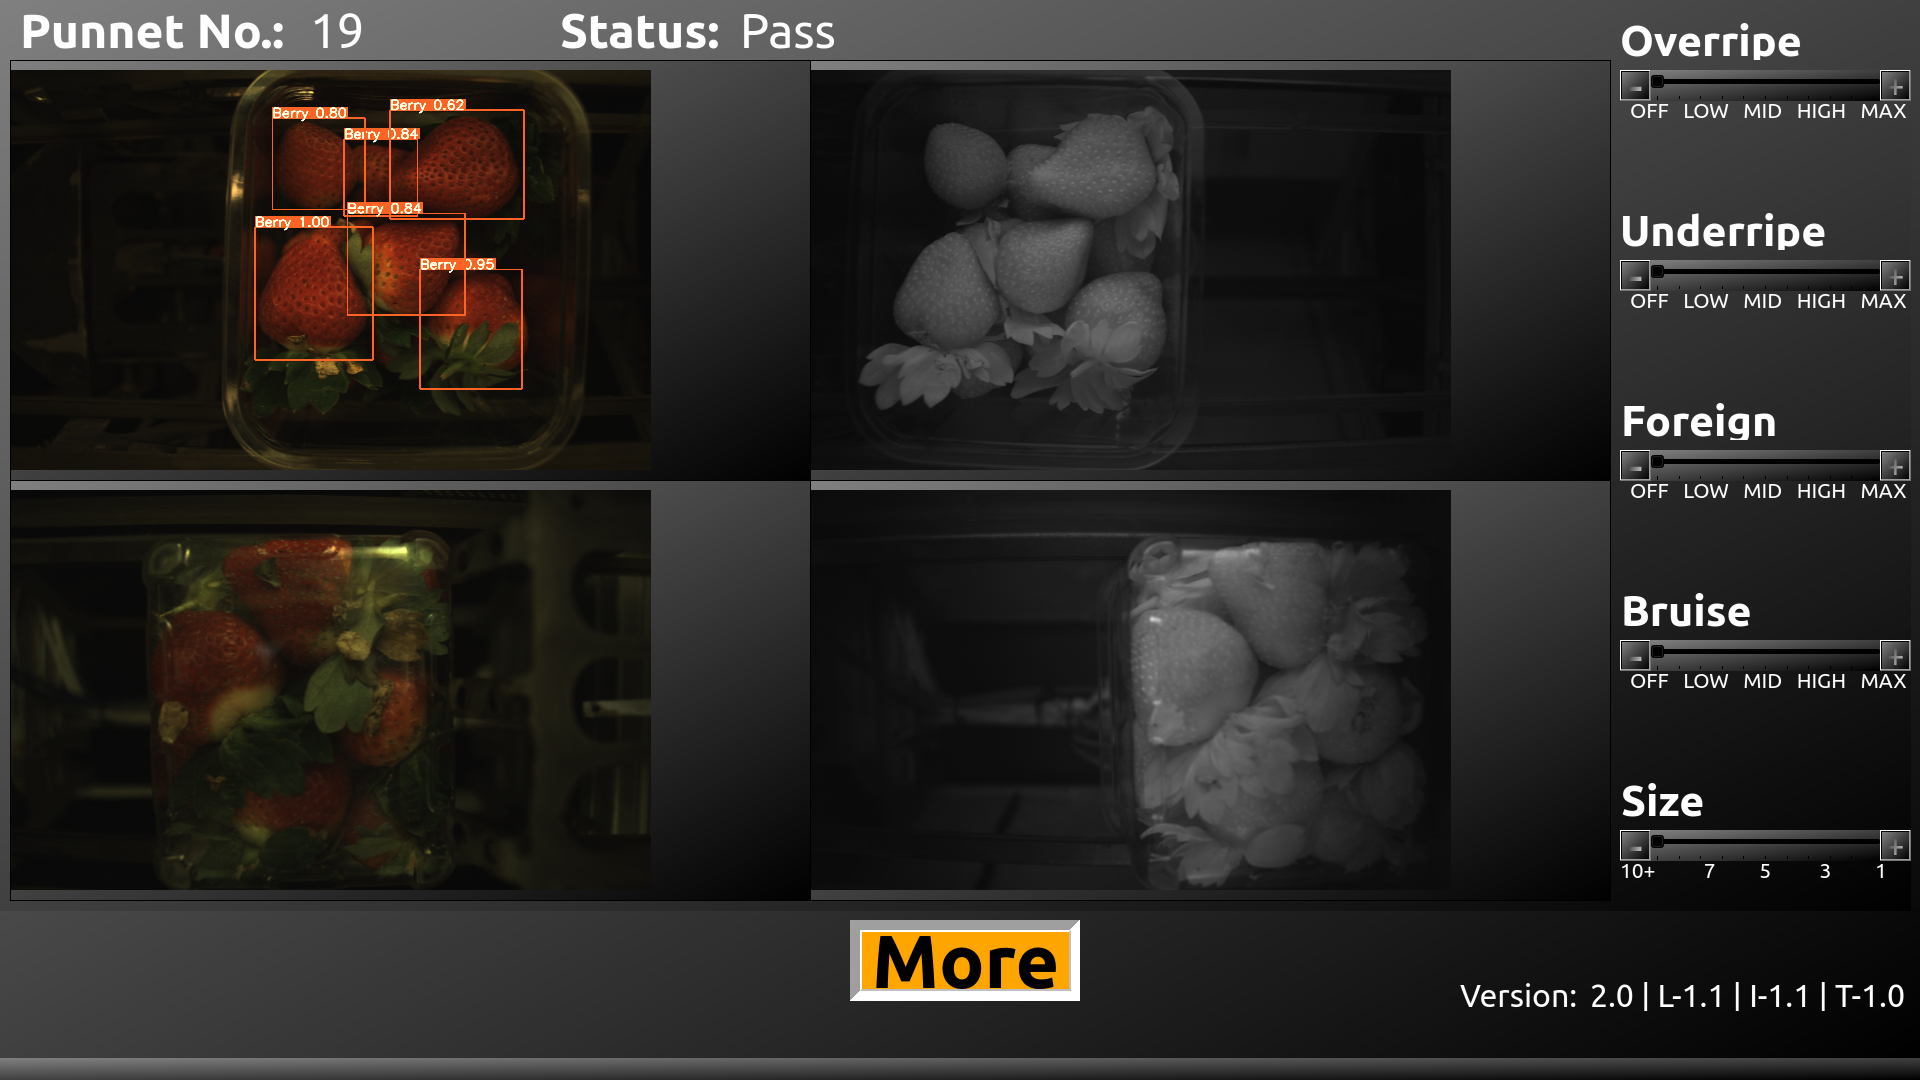 Punnet No.: 19
Status: Pass
Berry 0.80
Berry 0.62
Berry 0.84
Berry 0.84
Berry 1.00
Berry 0.95
Overripe
- +
OFF LOW MID HIGH MAX
Underripe
- +
OFF LOW MID HIGH MAX
Foreign
- +
OFF LOW MID HIGH MAX
Bruise
- +
OFF LOW MID HIGH MAX
Size
- +
10+ 7 5 3 1
More
Version: 2.0 | L-1.1 | I-1.1 | T-1.0